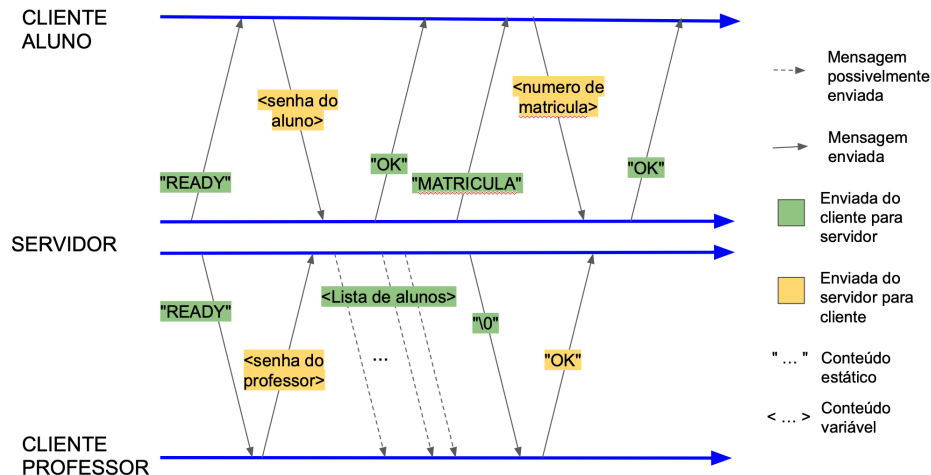 CLIENTE
ALUNO
<senha do
aluno>
<numero de
matricula>
"READY"
"OK"
"MATRICULA"
"OK"
SERVIDOR
"READY"
<Lista de alunos>
"\0"
...
<senha do
professor>
"OK"
CLIENTE
PROFESSOR
Mensagem
possivelmente
enviada
Mensagem
enviada
Enviada do
cliente para
servidor
Enviada do
servidor para
cliente
" ... "
Conteúdo
estático
< ... >
Conteúdo
variável